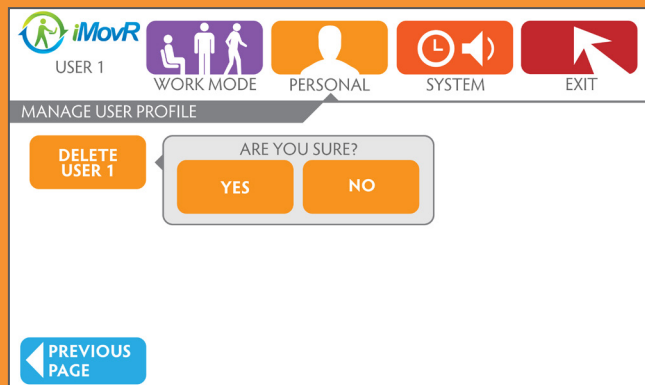 iMovR
USER 1
WORK MODE
PERSONAL
SYSTEM
EXIT
MANAGE USER PROFILE
DELETE
USER 1
ARE YOU SURE?
YES
NO
PREVIOUS
PAGE